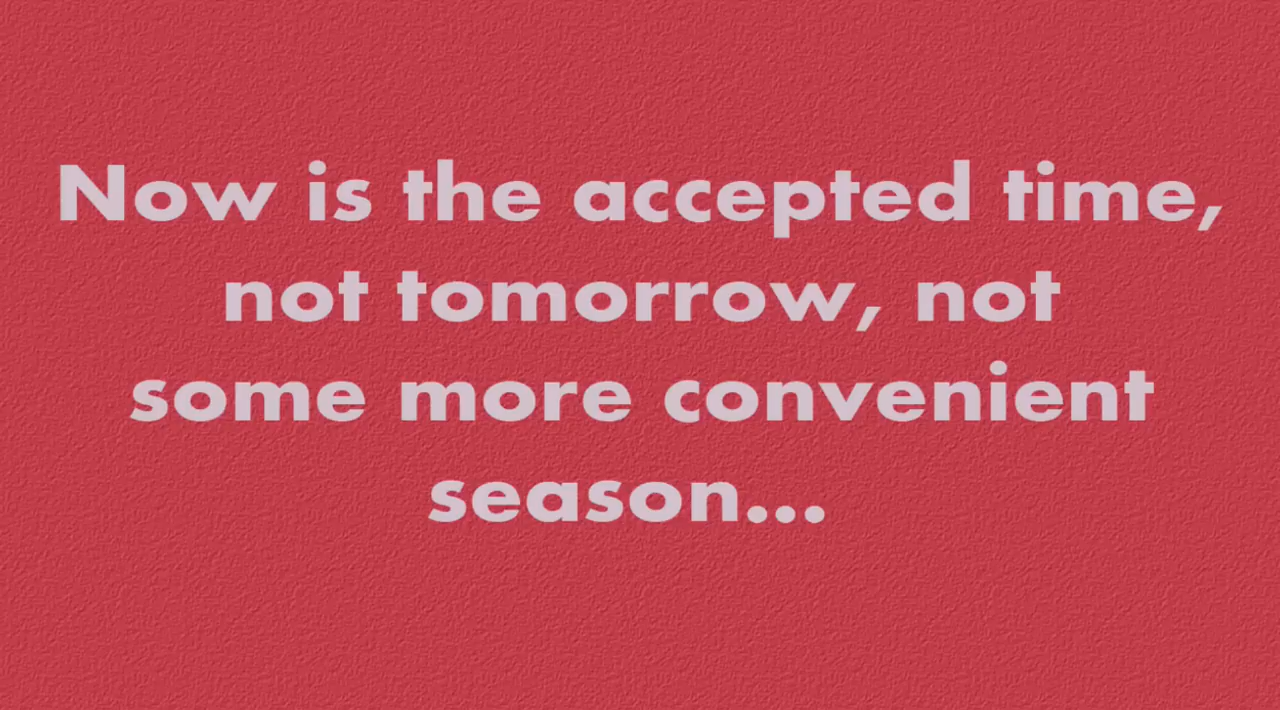 Now is the accepted time,
not tomorrow, not
some more convenient
season...